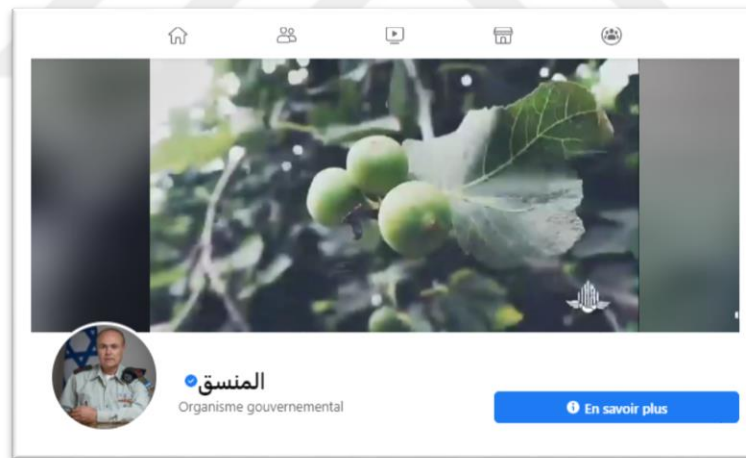 المنسق
Organisme gouvernemental
En savoir plus